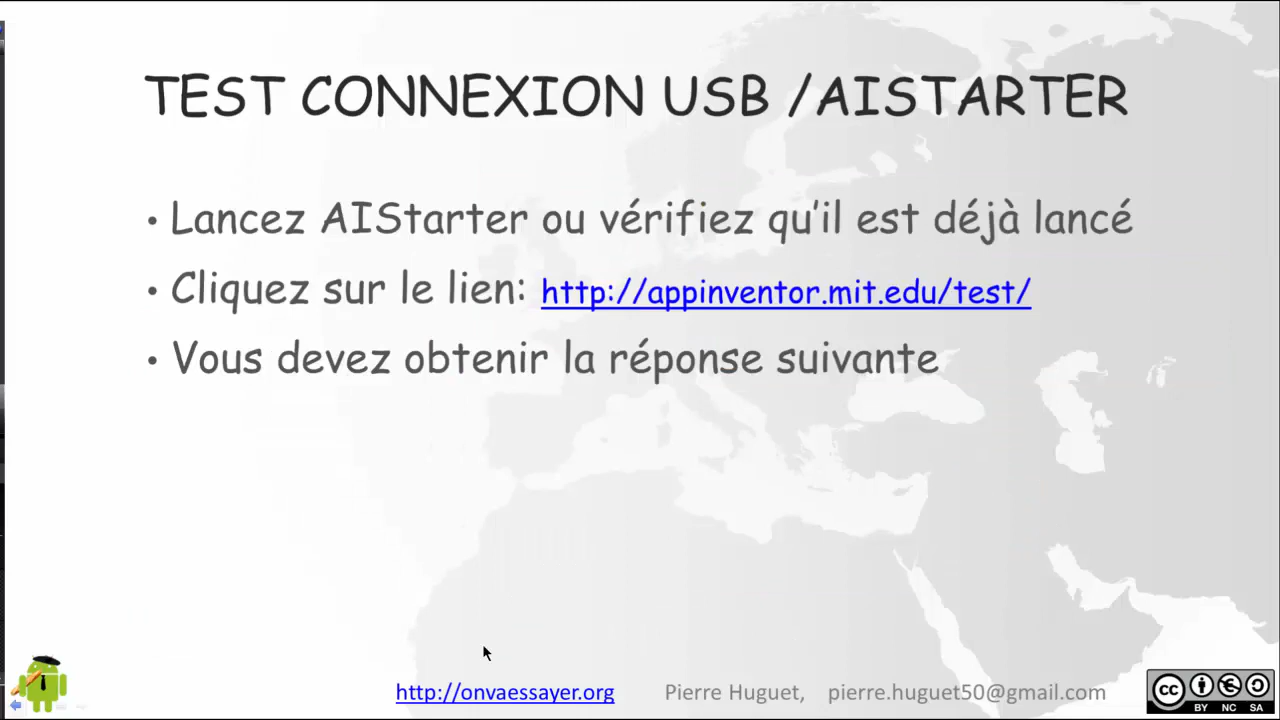 TEST CONNEXION USB /AISTARTER
• Lancez AIStarter ou vérifiez qu'il est déjà lancé
• Cliquez sur le lien: http://appinventor.mit.edu/test/
• Vous devez obtenir la réponse suivante
http://onvaessayer.org Pierre Huguet, pierre.huguet50@gmail.com
cc BY NC SA